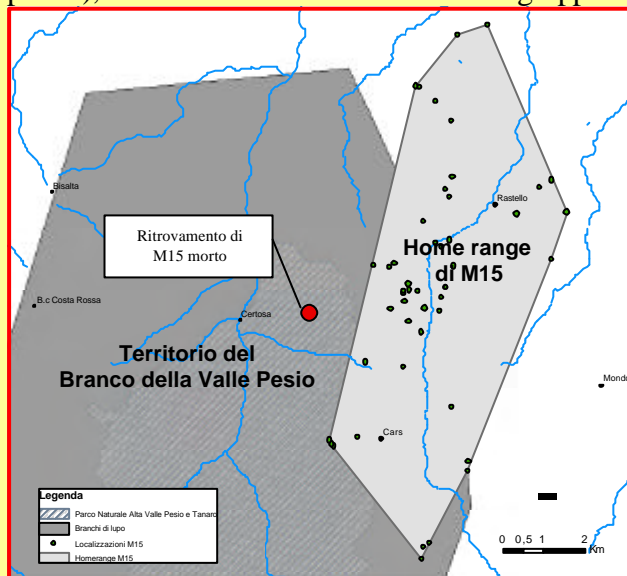 Bisalta
Rastello
Ritrovamento di
M15 morto
Home range
di M15
B.c Costa Rossa
Certosa
Territorio del
Branco della Valle Pesio
Mondo
Cars
Legenda
Parco Naturale Alta Valle Pesio e Tanaro
Branchi di lupo
Localizzazioni M15
Homerange M15
0 0,5 1 2
Km